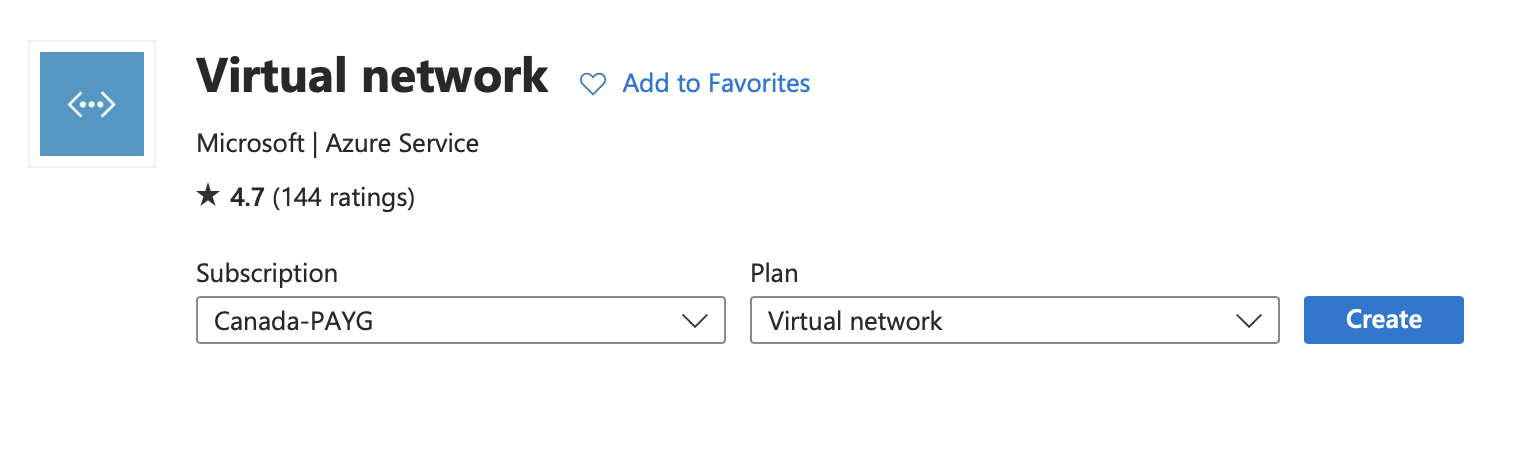 Virtual network
Add to Favorites
Microsoft | Azure Service
★ 4.7 (144 ratings)
Subscription
Plan
Canada-PAYG
Virtual network
Create